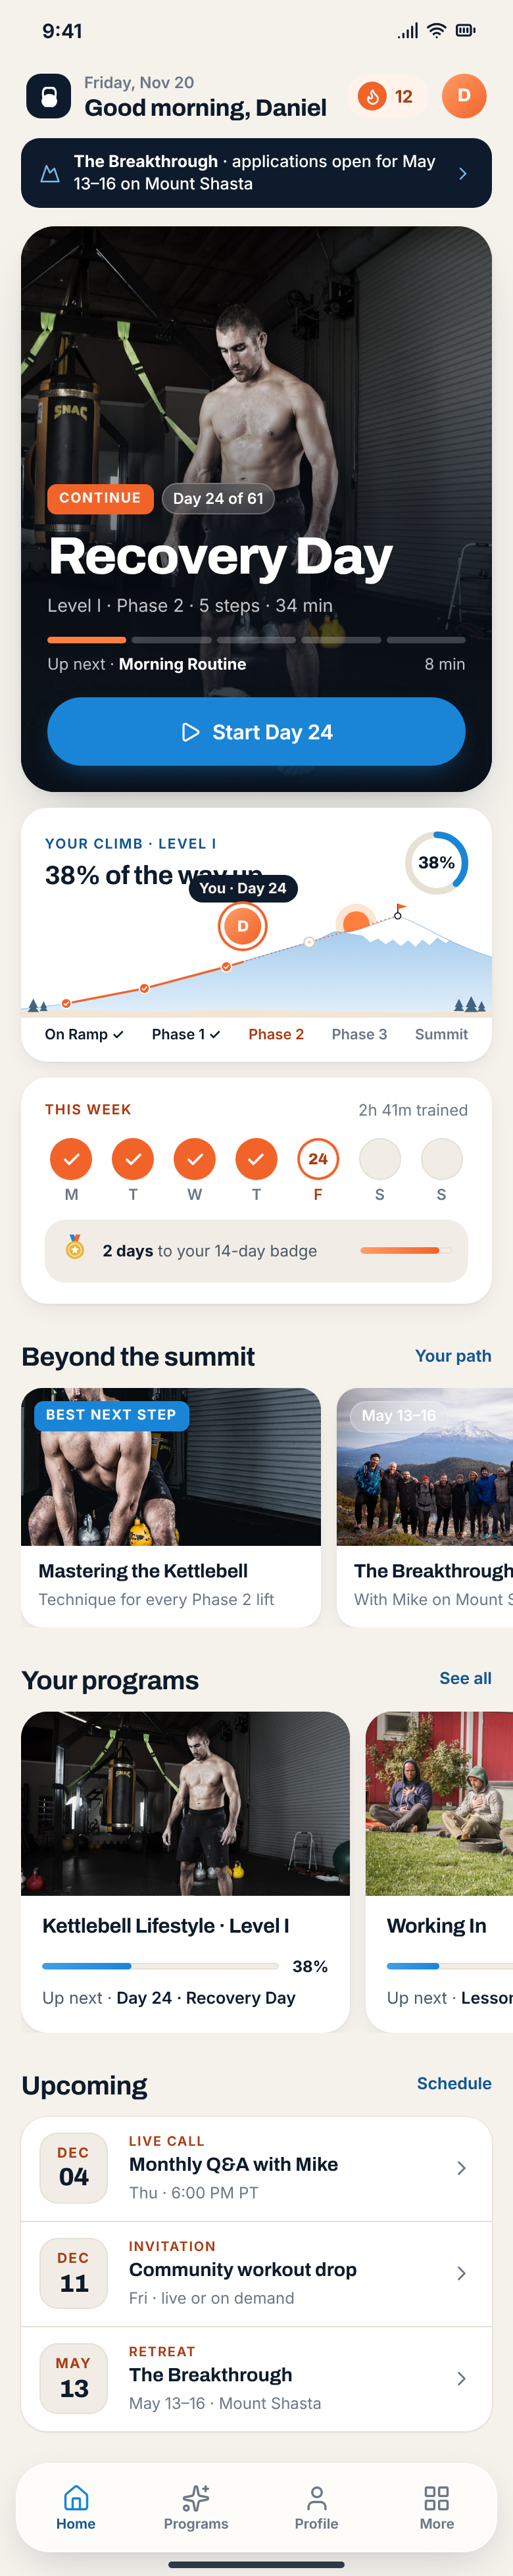 9:41
Friday, Nov 20
Good morning, Daniel
12
D
The Breakthrough · applications open for May
13–16 on Mount Shasta
SNAC
CONTINUE
Day 24 of 61
Recovery Day
Level I · Phase 2 · 5 steps · 34 min
Up next · Morning Routine
8 min
Start Day 24
YOUR CLIMB · LEVEL I
38% of the way up
38%
You · Day 24
D
On Ramp
Phase 1
Phase 2
Phase 3
Summit
THIS WEEK
2h 41m trained
24
M T W T F S S
2 days to your 14-day badge
Beyond the summit
Your path
BEST NEXT STEP
May 13–16
Mastering the Kettlebell
Technique for every Phase 2 lift
The Breakthrough
With Mike on Mount S
Your programs
See all
SNAC
Kettlebell Lifestyle · Level I
38%
Up next · Day 24 · Recovery Day
Working In
Up next · Lesson
Upcoming
Schedule
DEC
04
LIVE CALL
Monthly Q&A with Mike
Thu · 6:00 PM PT
DEC
11
INVITATION
Community workout drop
Fri · live or on demand
MAY
13
RETREAT
The Breakthrough
May 13–16 · Mount Shasta
Home
Programs
Profile
More